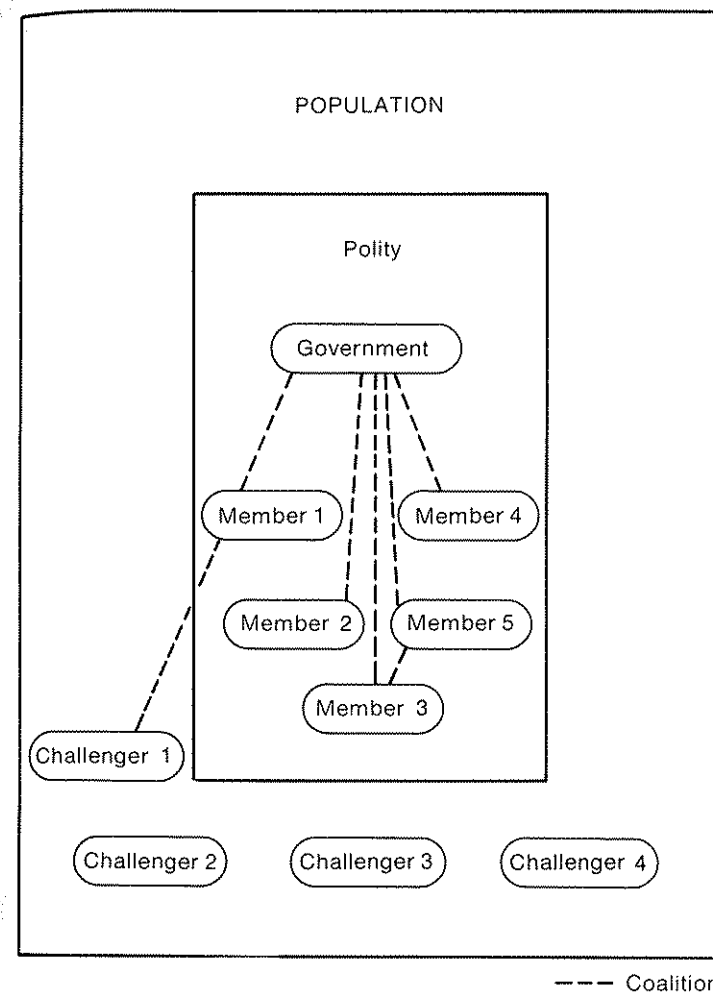 POPULATION
Polity
Government
Member 1
Member 4
Member 2
Member 5
Member 3
Challenger 1
Challenger 2
Challenger 3
Challenger 4
Coalition